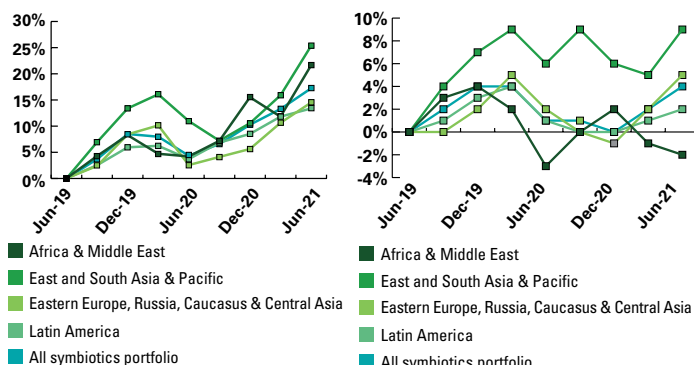 30%
25%
20%
15%
10%
5%
0%
Jun-19
Dec-19
Jun-20
Dec-20
Jun-21
Africa & Middle East
East and South Asia & Pacific
Eastern Europe, Russia, Caucasus & Central Asia
Latin America
All symbiotics portfolio
10%
8%
6%
4%
2%
0%
-2%
-4%
Jun-19
Dec-19
Jun-20
Dec-20
Jun-21
Africa & Middle East
East and South Asia & Pacific
Eastern Europe, Russia, Caucasus & Central Asia
Latin America
All symbiotics portfolio